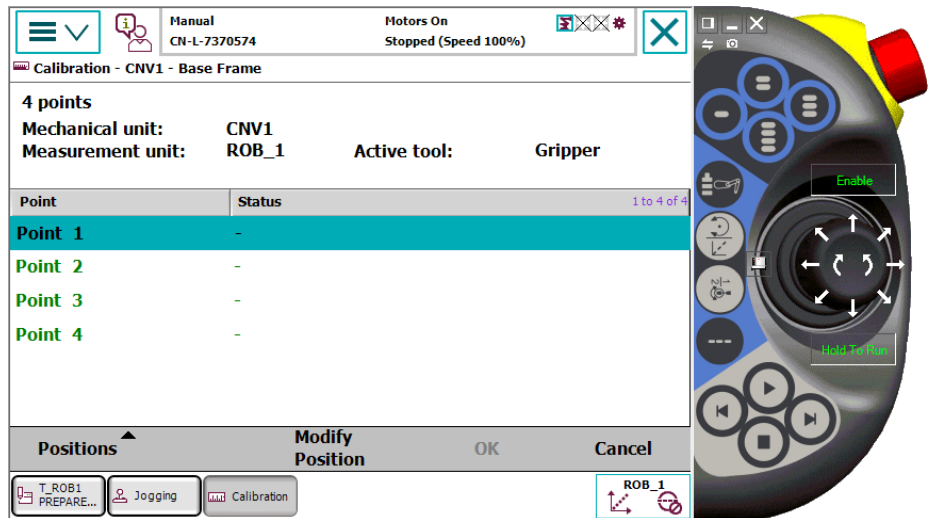 Manual
CN-L-7370574
Motors On
Stopped (Speed 100%)
Calibration - CNV1 - Base Frame
4 points
Mechanical unit: CNV1
Measurement unit: ROB_1 Active tool: Gripper
Point Status 1 to 4 of 4
Point 1 -
Point 2 -
Point 3 -
Point 4 -
Positions
Modify
Position
OK
Cancel
T_ROB1
PREPARE...
Jogging
Calibration
ROB_1
Enable
Hold To Run